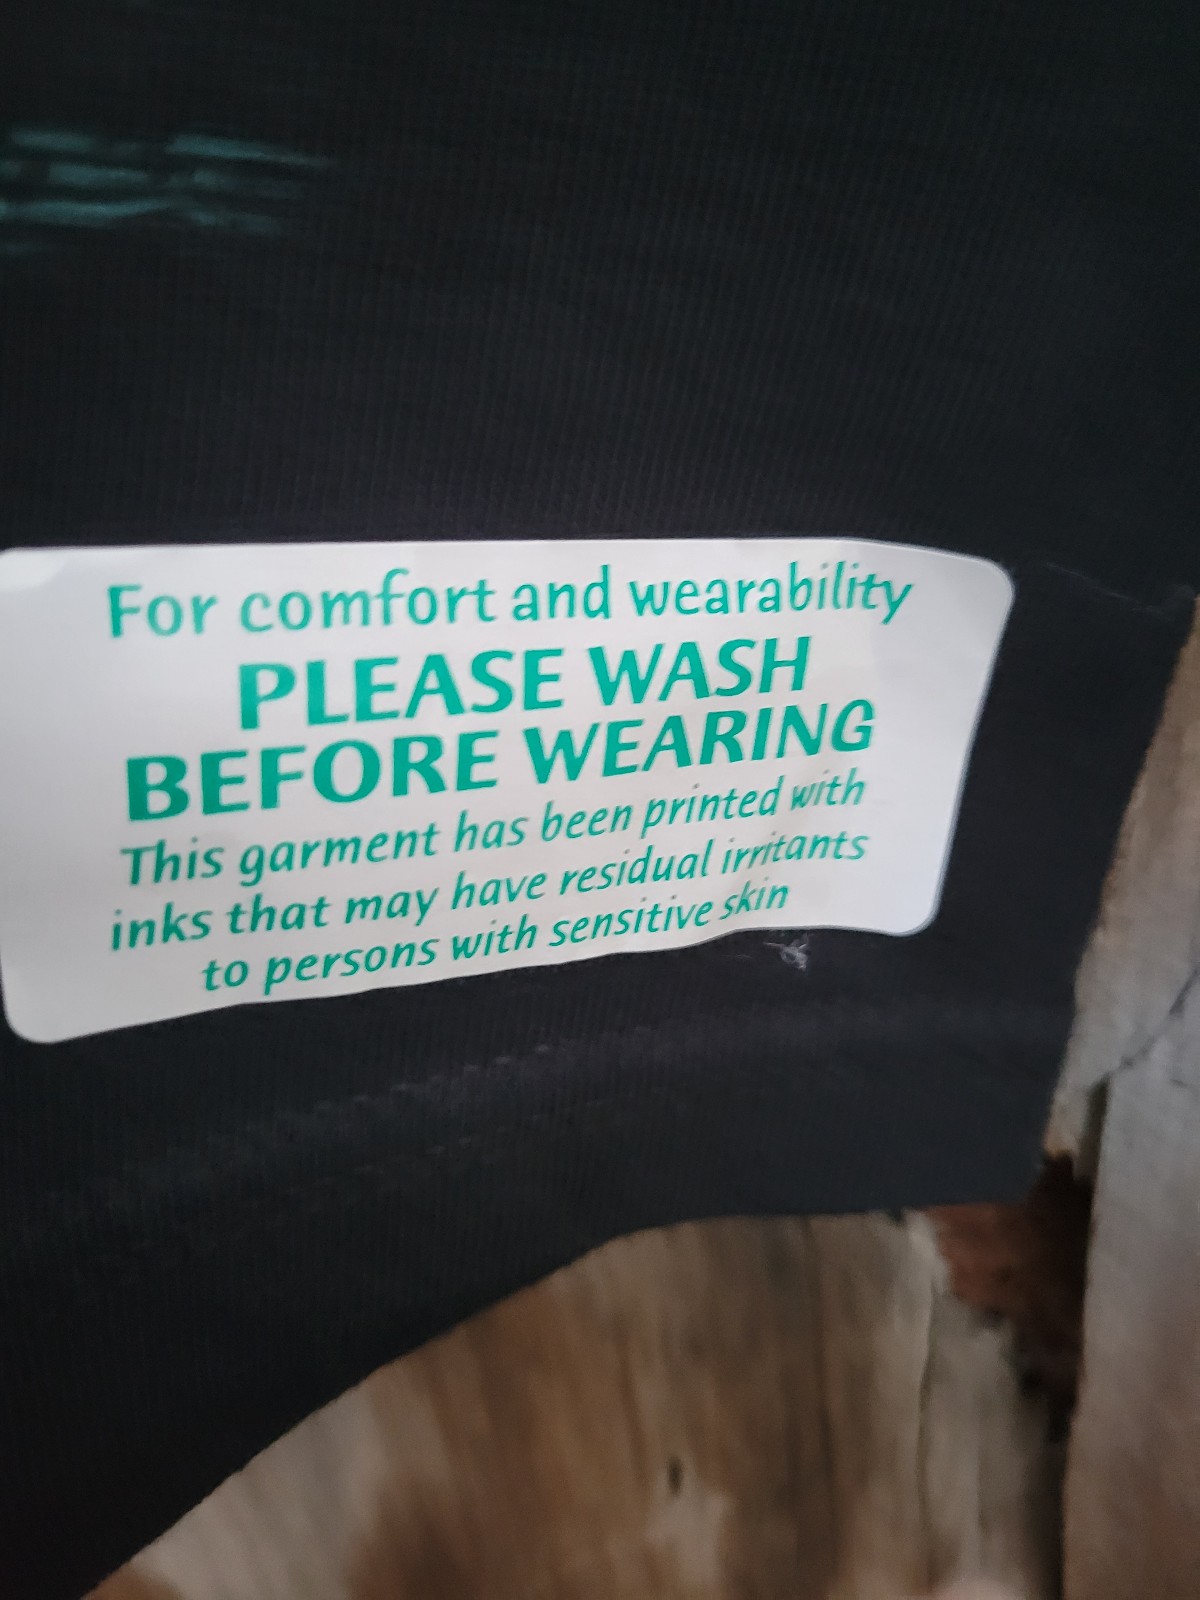 For comfort and wearability
PLEASE WASH
BEFORE WEARING
This garment has been printed with
inks that may have residual irritants
to persons with sensitive skin